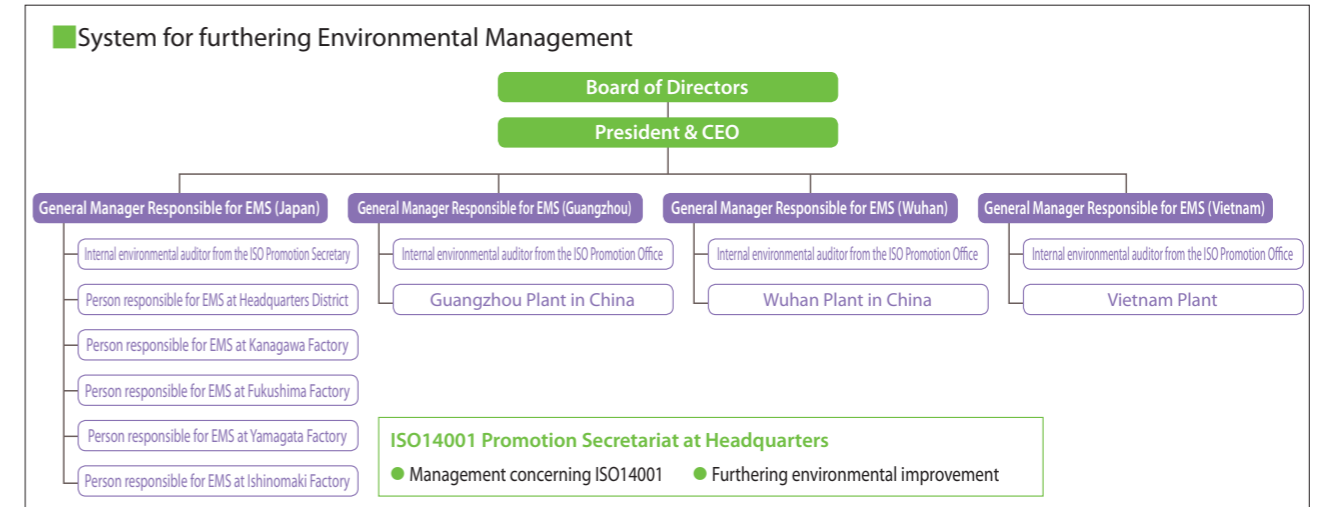 System for furthering Environmental Management
Board of Directors
President & CEO
General Manager Responsible for EMS (Japan)
Internal environmental auditor from the ISO Promotion Secretary
Person responsible for EMS at Headquarters District
Person responsible for EMS at Kanagawa Factory
Person responsible for EMS at Fukushima Factory
Person responsible for EMS at Yamagata Factory
Person responsible for EMS at Ishinomaki Factory
General Manager Responsible for EMS (Guangzhou)
Internal environmental auditor from the ISO Promotion Office
Guangzhou Plant in China
General Manager Responsible for EMS (Wuhan)
Internal environmental auditor from the ISO Promotion Office
Wuhan Plant in China
General Manager Responsible for EMS (Vietnam)
Internal environmental auditor from the ISO Promotion Office
Vietnam Plant
ISO14001 Promotion Secretariat at Headquarters
● Management concerning ISO14001 ● Furthering environmental improvement